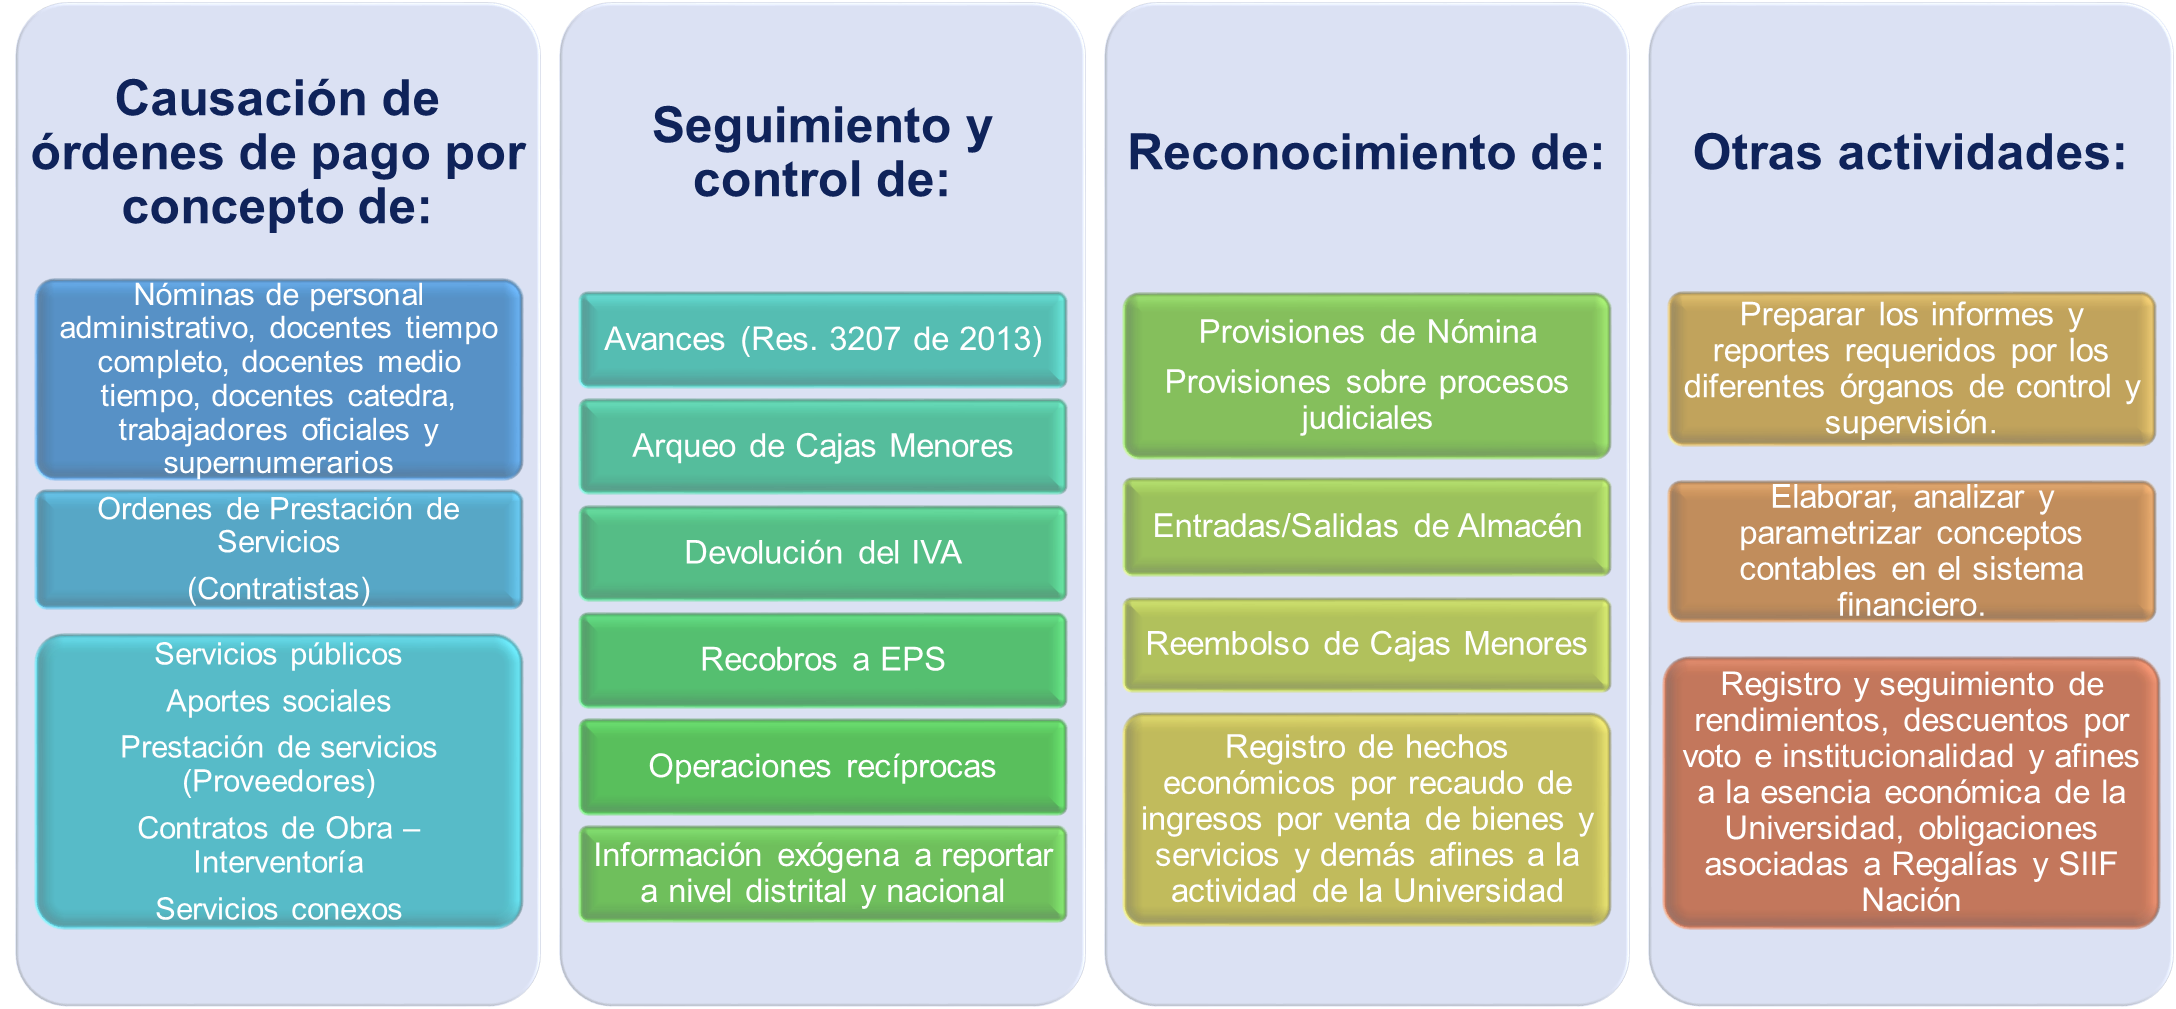 Causación de
órdenes de pago por
concepto de:
Nóminas de personal
administrativo, docentes tiempo
completo, docentes medio
tiempo, docentes catedra,
trabajadores oficiales y
supernumerarios
Ordenes de Prestación de
Servicios
(Contratistas)
Servicios públicos
Aportes sociales
Prestación de servicios
(Proveedores)
Contratos de Obra –
Interventoría
Servicios conexos
Seguimiento y
control de:
Avances (Res. 3207 de 2013)
Arqueo de Cajas Menores
Devolución del IVA
Recobros a EPS
Operaciones recíprocas
Información exógena a reportar
a nivel distrital y nacional
Reconocimiento de:
Provisiones de Nómina
Provisiones sobre procesos
judiciales
Entradas/Salidas de Almacén
Reembolso de Cajas Menores
Registro de hechos
económicos por recaudo de
ingresos por venta de bienes y
servicios y demás afines a la
actividad de la Universidad
Otras actividades:
Preparar los informes y
reportes requeridos por los
diferentes órganos de control y
supervisión.
Elaborar, analizar y
parametrizar conceptos
contables en el sistema
financiero.
Registro y seguimiento de
rendimientos, descuentos por
voto e institucionalidad y afines
a la esencia económica de la
Universidad, obligaciones
asociadas a Regalías y SIIF
Nación